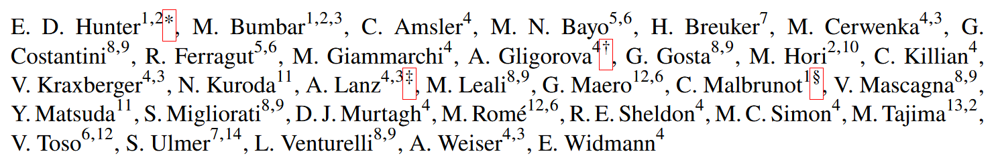 E. D. Hunter1,2*, M. Bumbar1,2,3, C. Amsler4, M. N. Bayo5,6, H. Breuker7, M. Cerwenka4,3, G.
Costantini8,9, R. Ferragut5,6, M. Giammarchi4, A. Gligorova4†, G. Gosta8,9, M. Hori2,10, C. Killian4,
V. Kraxberger4,3, N. Kuroda11, A. Lanz4,3‡, M. Leali8,9, G. Maero12,6, C. Malbrunot1§, V. Mascagna8,9,
Y. Matsuda11, S. Migliorati8,9, D. J. Murtagh4, M. Romé12,6, R. E. Sheldon4, M. C. Simon4, M. Tajima13,2,
V. Toso6,12, S. Ulmer7,14, L. Venturelli8,9, A. Weiser4,3, E. Widmann4